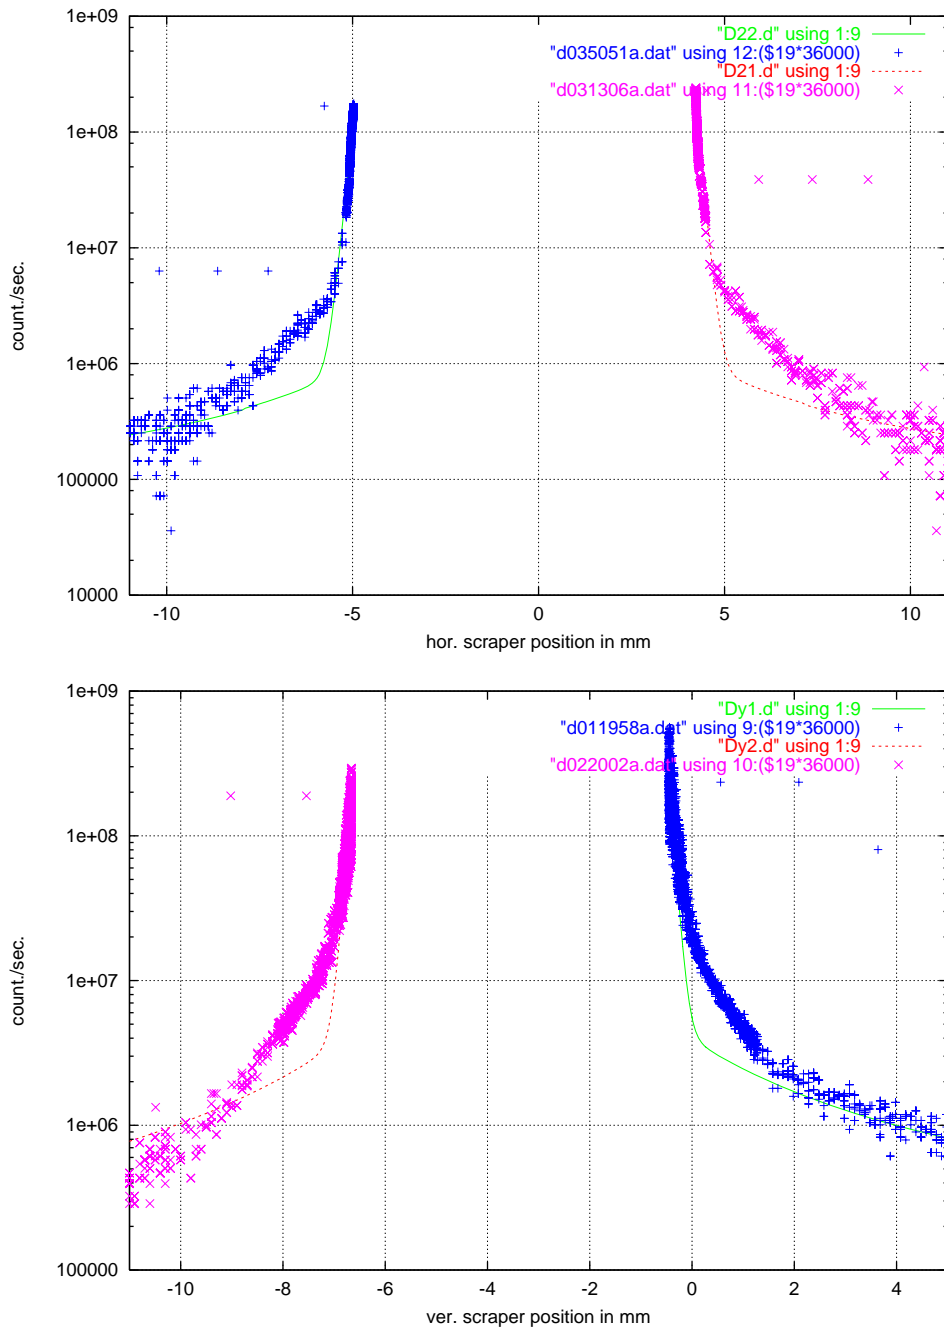 1e+09
"D22.d" using 1:9
"d035051a.dat" using 12:($19*36000)
"D21.d" using 1:9
"d031306a.dat" using 11:($19*36000)
1e+08
1e+07
count./sec.
1e+06
100000
10000
-10 -5 0 5 10
hor. scraper position in mm
1e+09
"Dy1.d" using 1:9
"d011958a.dat" using 9:($19*36000)
"Dy2.d" using 1:9
"d022002a.dat" using 10:($19*36000)
1e+08
1e+07
count./sec.
1e+06
100000
-10 -8 -6 -4 -2 0 2 4
ver. scraper position in mm